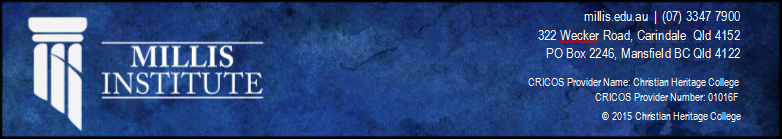 MILLIS
INSTITUTE
millis.edu.au | (07) 3347 7900
322 Wecker Road, Carindale Qld 4152
PO Box 2246, Mansfield BC Qld 4122
CRICOS Provider Name: Christian Heritage College
CRICOS Provider Number: 01016F
© 2015 Christian Heritage College